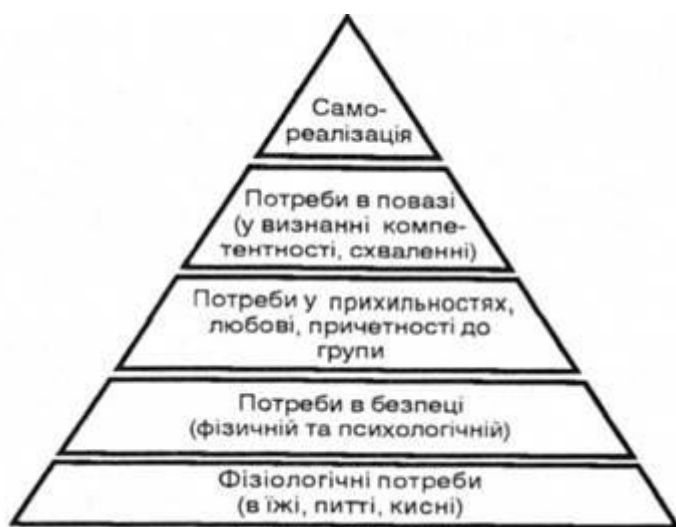 Само-
реалізація
Потреби в повазі
(у визнанні компе-
тентності, схваленні)
Потреби у прихильностях,
любові, причетності до
групи
Потреби в безпеці
(фізичній та психологічній)
Фізіологічні потреби
(в їжі, питті, кисні)